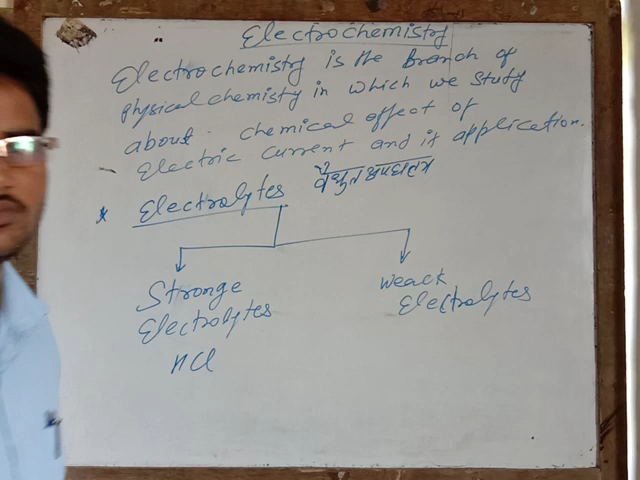 Electrochemistry
Electrochemistry is the Branch of
physical chemistry in which we study
about chemical effect of
Electric current and it application.
* Electrolytes वैधुत अपघट्य
Stronge Weack
Electrolytes Electrolytes
HCl